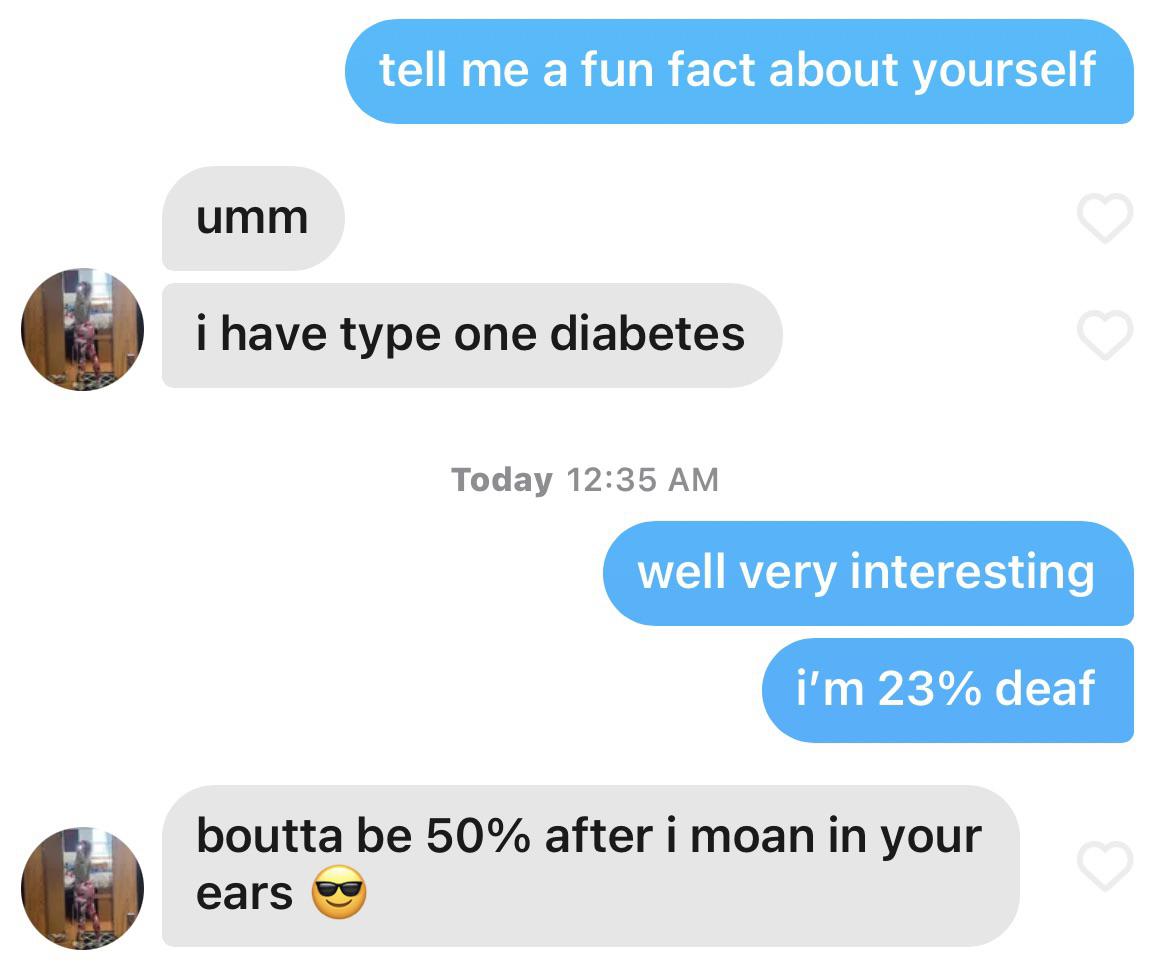 tell me a fun fact about yourself
umm
i have type one diabetes
Today 12:35 AM
well very interesting
i’m 23% deaf
boutta be 50% after i moan in your
ears 😎